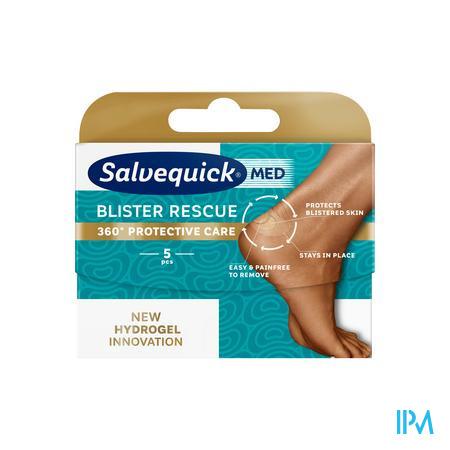 Salvequick® MED
BLISTER RESCUE
360° PROTECTIVE CARE
5
pcs
PROTECTS
BLISTERED SKIN
STAYS IN PLACE
EASY & PAINFREE
TO REMOVE
NEW
HYDROGEL
INNOVATION
IPM